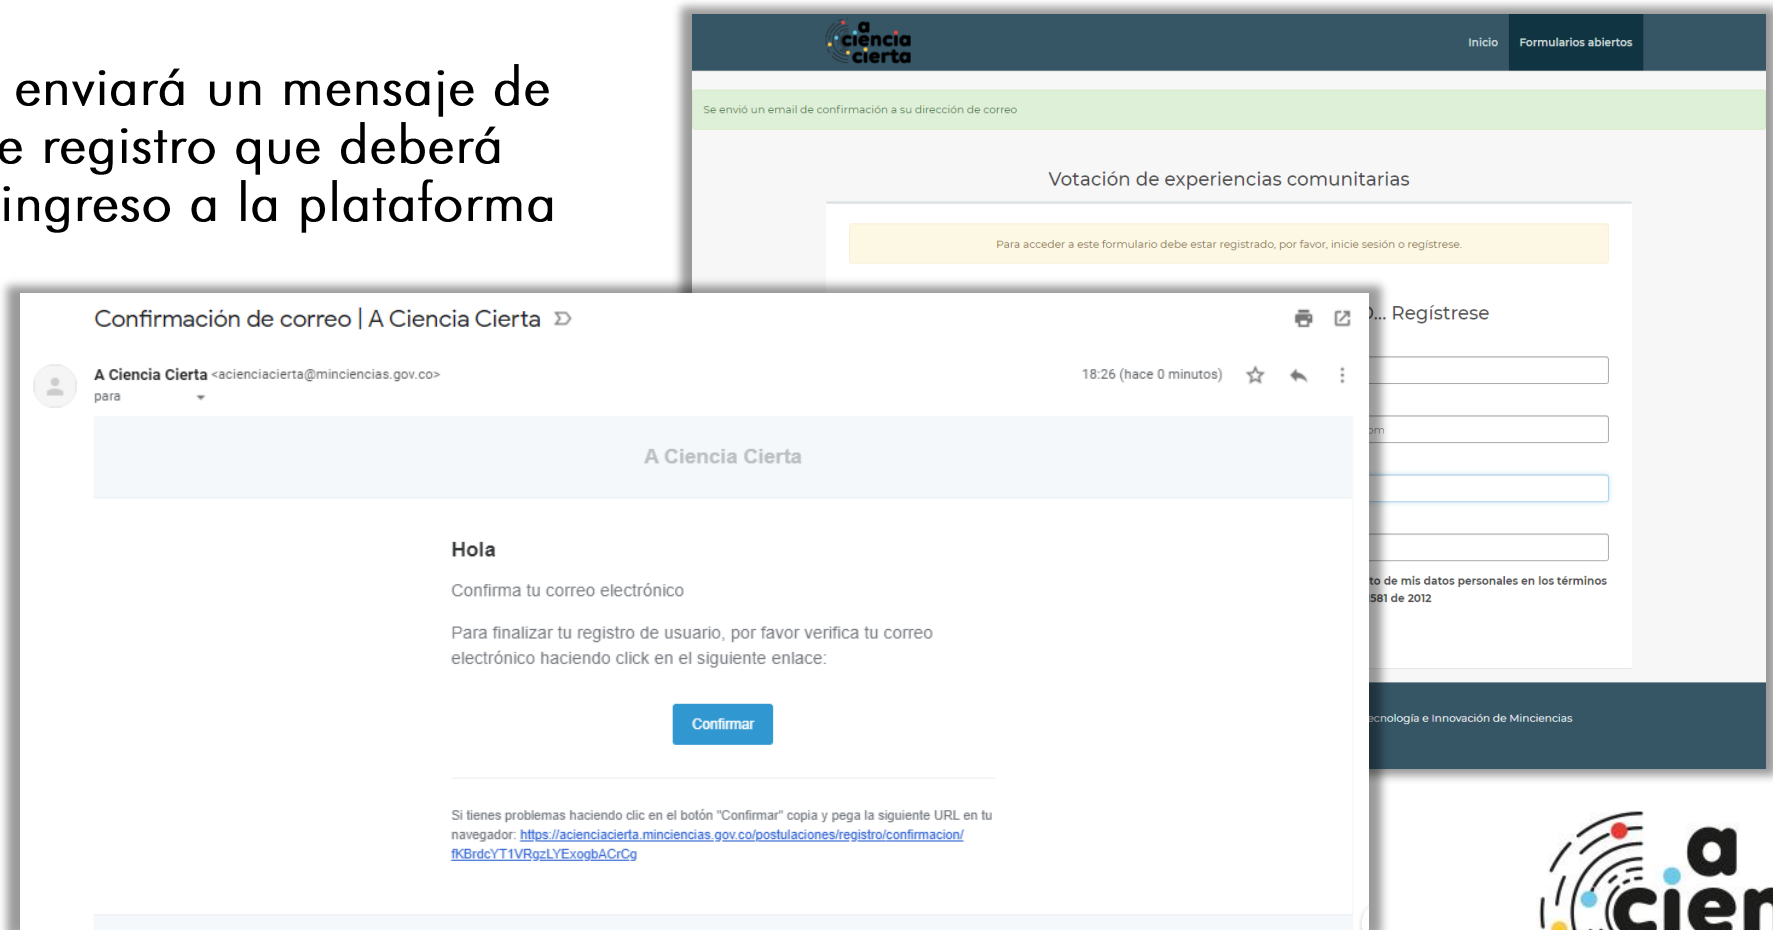 enviará un mensaje de
e registro que deberá
ingreso a la plataforma
a
ciencia
cierta
Inicio Formularios abiertos
Se envió un email de confirmación a su dirección de correo
Votación de experiencias comunitarias
Para acceder a este formulario debe estar registrado, por favor, inicie sesión o regístrese.
... Regístrese
om
to de mis datos personales en los términos
581 de 2012
ecnología e Innovación de Minciencias
Confirmación de correo | A Ciencia Cierta
A Ciencia Cierta <acienciacierta@minciencias.gov.co>
18:26 (hace 0 minutos)
para
A Ciencia Cierta
Hola
Confirma tu correo electrónico
Para finalizar tu registro de usuario, por favor verifica tu correo
electrónico haciendo click en el siguiente enlace:
Confirmar
Si tienes problemas haciendo clic en el botón "Confirmar" copia y pega la siguiente URL en tu
navegador: https://acienciacierta.minciencias.gov.co/postulaciones/registro/confirmacion/
fKBrdcYT1VRgzLYExogbACrCg
a
cien